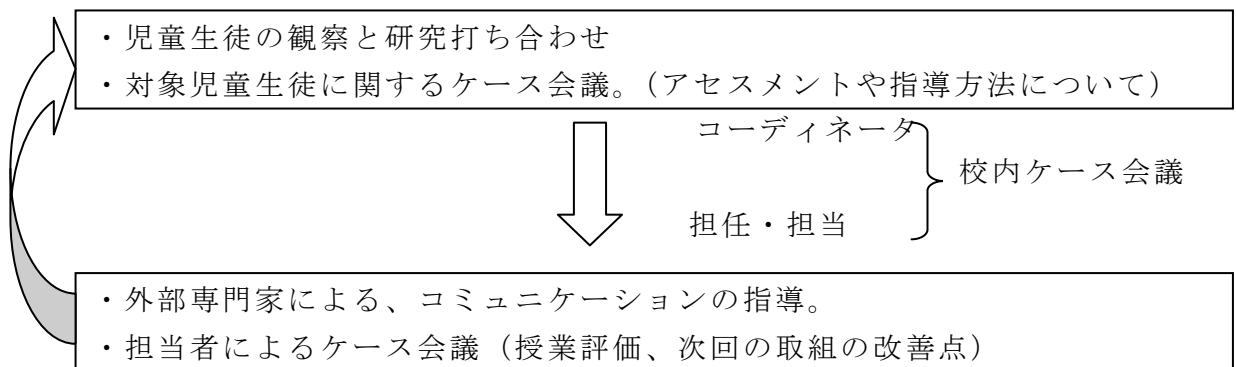 ・児童生徒の観察と研究打ち合わせ
・対象児童生徒に関するケース会議。（アセスメントや指導方法について）
コーディネータ
校内ケース会議
担任・担当
・外部専門家による、コミュニケーションの指導。
・担当者によるケース会議（授業評価、次回の取組の改善点）